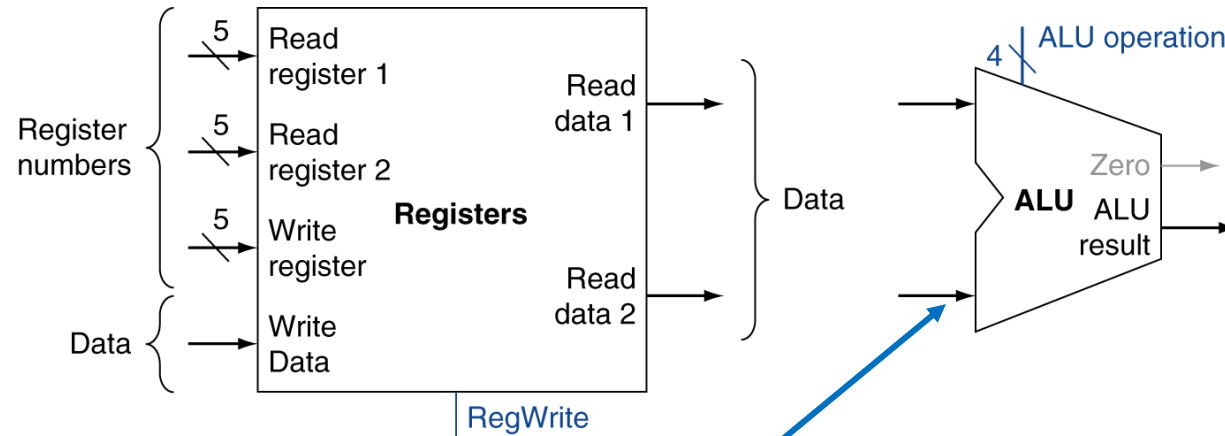 Register
numbers
Data
5
Read
register 1
5
Read
register 2
5
Write
register
Write
Data
Registers
Read
data 1
Read
data 2
RegWrite
Data
4
ALU operation
Zero
ALU
ALU
result